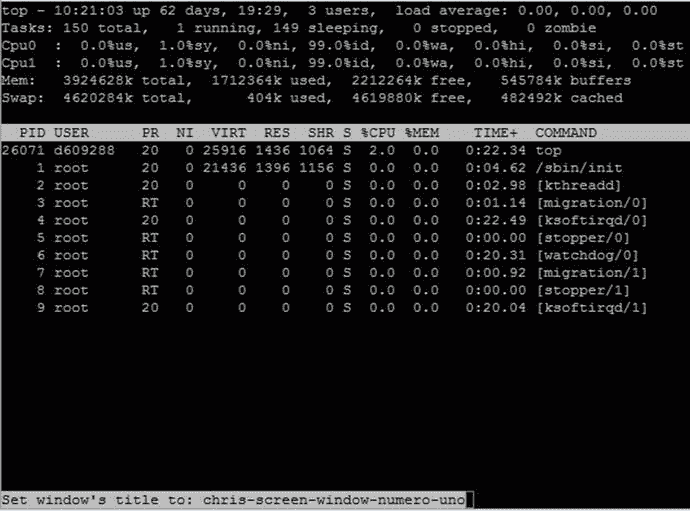 top - 10:21:03 up 62 days, 19:29,  3 users,  load average: 0.00, 0.00, 0.00
Tasks: 150 total,   1 running, 149 sleeping,   0 stopped,   0 zombie
Cpu0  :  0.0%us,  1.0%sy,  0.0%ni, 99.0%id,  0.0%wa,  0.0%hi,  0.0%si,  0.0%st
Cpu1  :  0.0%us,  1.0%sy,  0.0%ni, 99.0%id,  0.0%wa,  0.0%hi,  0.0%si,  0.0%st
Mem:   3924628k total,  1712364k used,  2212264k free,   545784k buffers
Swap:  4620284k total,      404k used,  4619880k free,   482492k cached
PID USER      PR  NI  VIRT  RES  SHR S %CPU %MEM    TIME+  COMMAND
26071 d609288   20   0 25916 1436 1064 S  2.0  0.0   0:22.34 top
1 root      20   0 21436 1396 1156 S  0.0  0.0   0:04.62 /sbin/init
2 root      20   0     0    0    0 S  0.0  0.0   0:02.98 [kthreadd]
3 root      RT   0     0    0    0 S  0.0  0.0   0:01.14 [migration/0]
4 root      20   0     0    0    0 S  0.0  0.0   0:22.49 [ksoftirqd/0]
5 root      RT   0     0    0    0 S  0.0  0.0   0:00.00 [stopper/0]
6 root      RT   0     0    0    0 S  0.0  0.0   0:20.31 [watchdog/0]
7 root      RT   0     0    0    0 S  0.0  0.0   0:00.92 [migration/1]
8 root      RT   0     0    0    0 S  0.0  0.0   0:00.00 [stopper/1]
9 root      20   0     0    0    0 S  0.0  0.0   0:20.04 [ksoftirqd/1]
Set window's title to: chris-screen-window-numero-uno